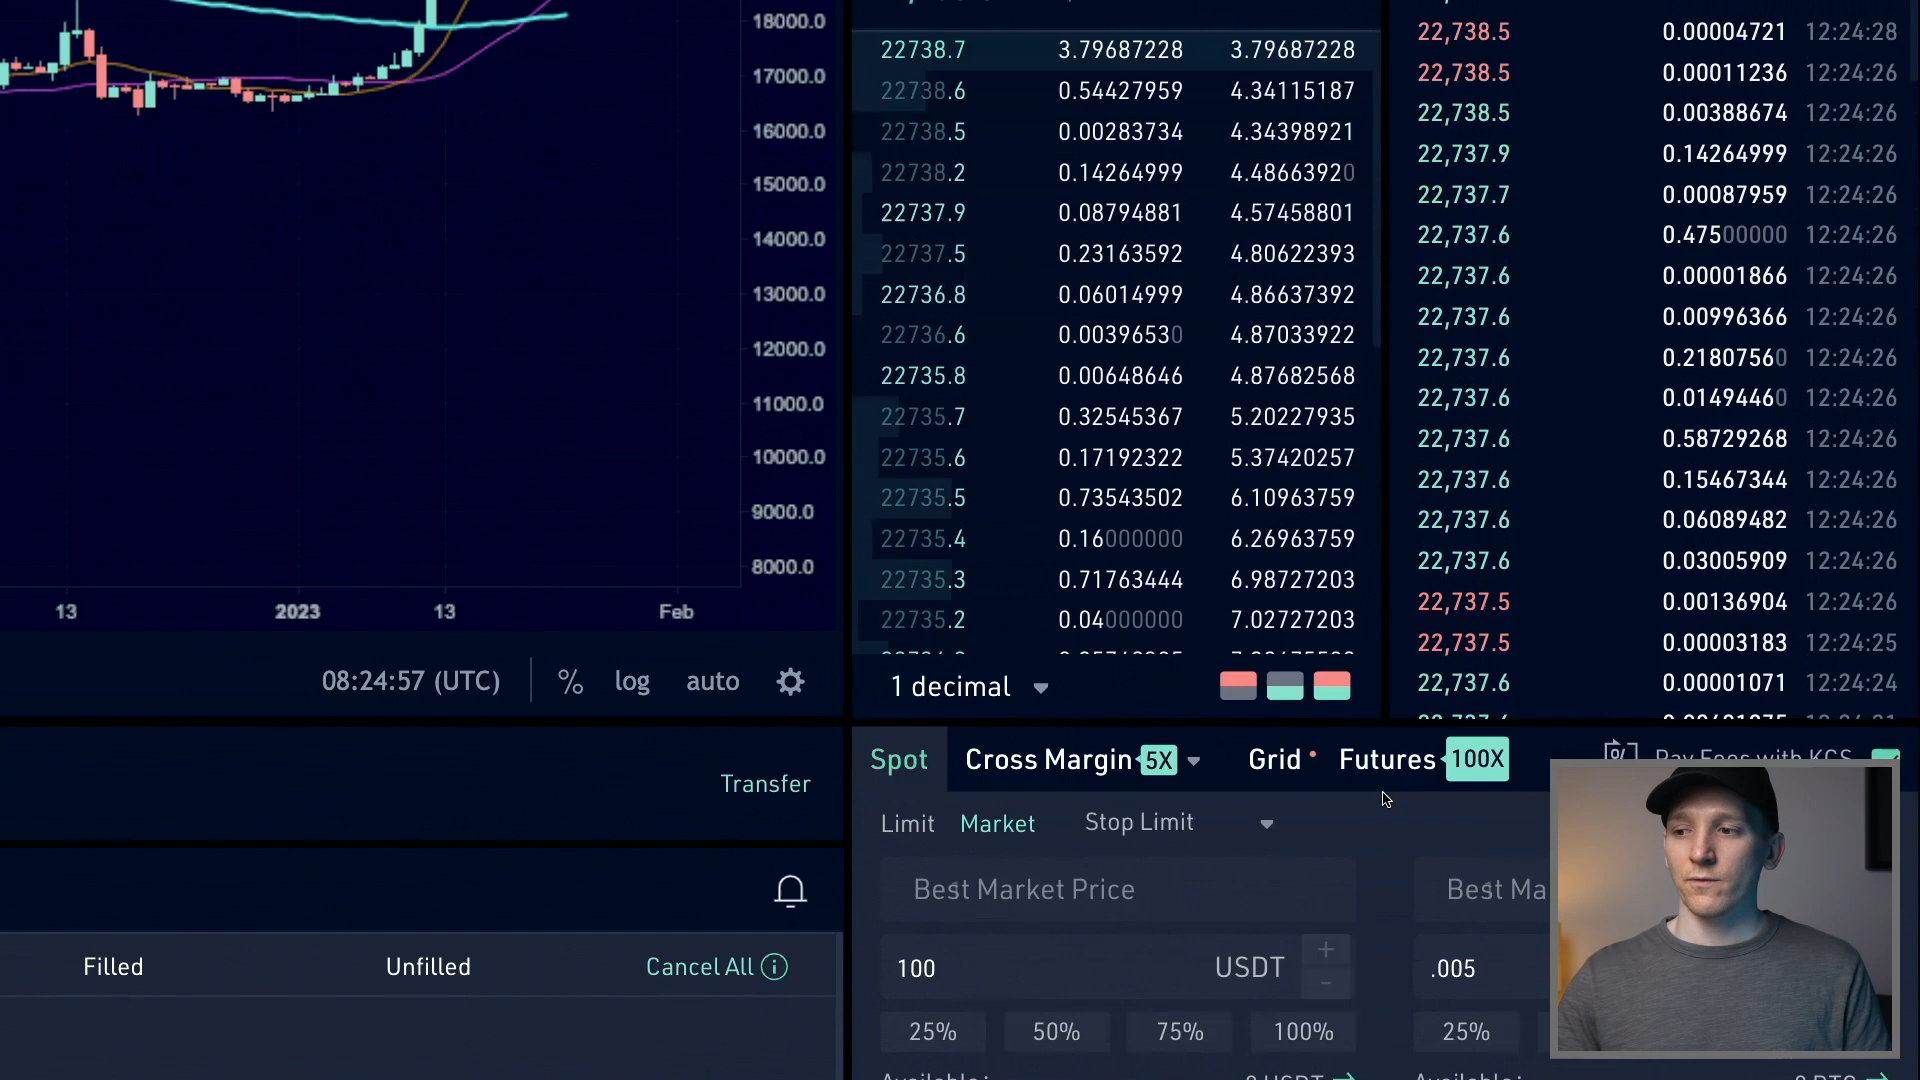 18000.0
17000.0
16000.0
15000.0
14000.0
13000.0
12000.0
11000.0
10000.0
9000.0
8000.0
13 2023 13 Feb
08:24:57 (UTC) % log auto
22738.7 3.79687228 3.79687228
22738.6 0.54427959 4.34115187
22738.5 0.00283734 4.34398921
22738.2 0.14264999 4.48663920
22737.9 0.08794881 4.57458801
22737.5 0.23163592 4.80622393
22736.8 0.06014999 4.86637392
22736.6 0.00396530 4.87033922
22735.8 0.00648646 4.87682568
22735.7 0.32545367 5.20227935
22735.6 0.17192322 5.37420257
22735.5 0.73543502 6.10963759
22735.4 0.16000000 6.26963759
22735.3 0.71763444 6.98727203
22735.2 0.04000000 7.02727203
1 decimal
22,738.5 0.00004721 12:24:28
22,738.5 0.00011236 12:24:26
22,738.5 0.00388674 12:24:26
22,737.9 0.14264999 12:24:26
22,737.7 0.00087959 12:24:26
22,737.6 0.47500000 12:24:26
22,737.6 0.00001866 12:24:26
22,737.6 0.00996366 12:24:26
22,737.6 0.21807560 12:24:26
22,737.6 0.01494460 12:24:26
22,737.6 0.58729268 12:24:26
22,737.6 0.15467344 12:24:26
22,737.6 0.06089482 12:24:26
22,737.6 0.03005909 12:24:26
22,737.5 0.00136904 12:24:26
22,737.5 0.00003183 12:24:25
22,737.6 0.00001071 12:24:24
Transfer
Filled Unfilled Cancel All
Spot Cross Margin 5X Grid Futures 100X Pay Fees with KCS
Limit Market Stop Limit
Best Market Price Best Ma
100 USDT + - .005
25% 50% 75% 100% 25%